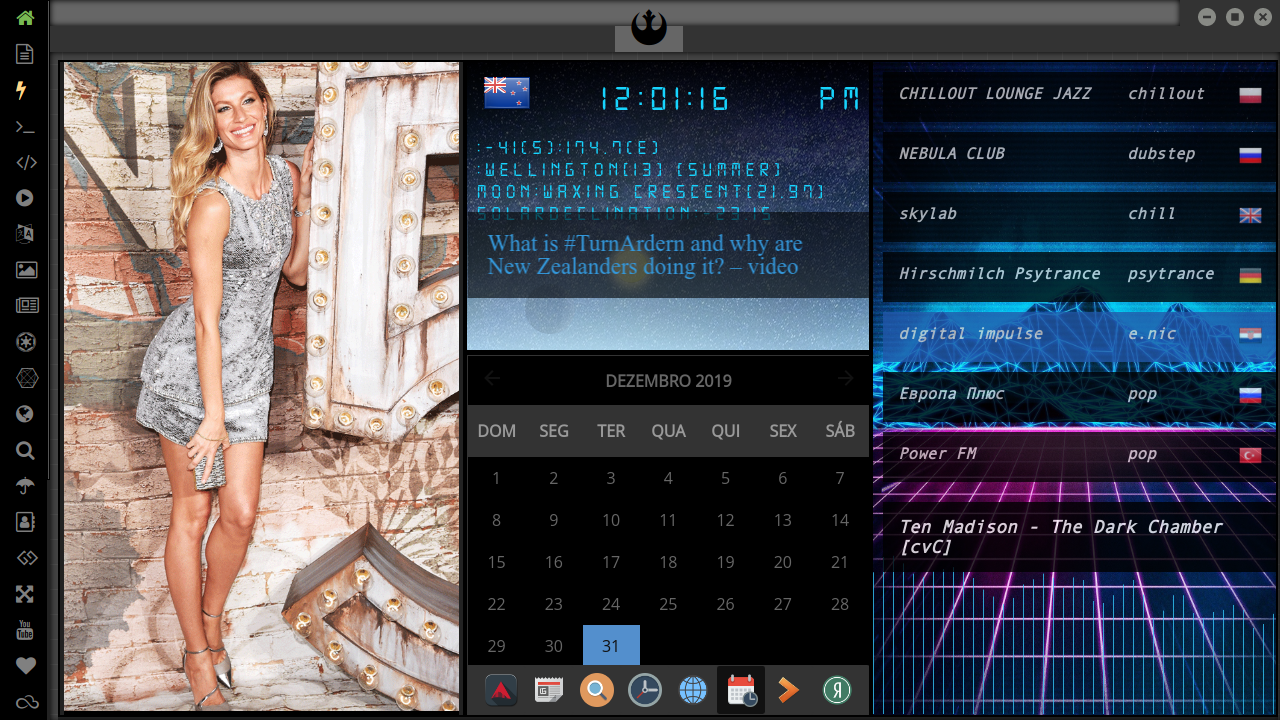 12:01:16 PM
:-41(S):174.7(E)
:WELLINGTON(13) (SUMMER)
MOON:WAXING CRESCENT(21.97)
SOLARDECLINATION:-23.15
What is #TurnArdern and why are
New Zealanders doing it? – video
DEZEMBRO 2019
DOM SEG TER QUA QUI SEX SÁB
1 2 3 4 5 6 7
8 9 10 11 12 13 14
15 16 17 18 19 20 21
22 23 24 25 26 27 28
29 30 31
CHILLOUT LOUNGE JAZZ chillout
NEBULA CLUB dubstep
skylab chill
Hirschmilch Psytrance psytrance
digital impulse e.nic
Европа Плюс pop
Power FM pop
Ten Madison - The Dark Chamber
[cvC]
You
Tube
Я